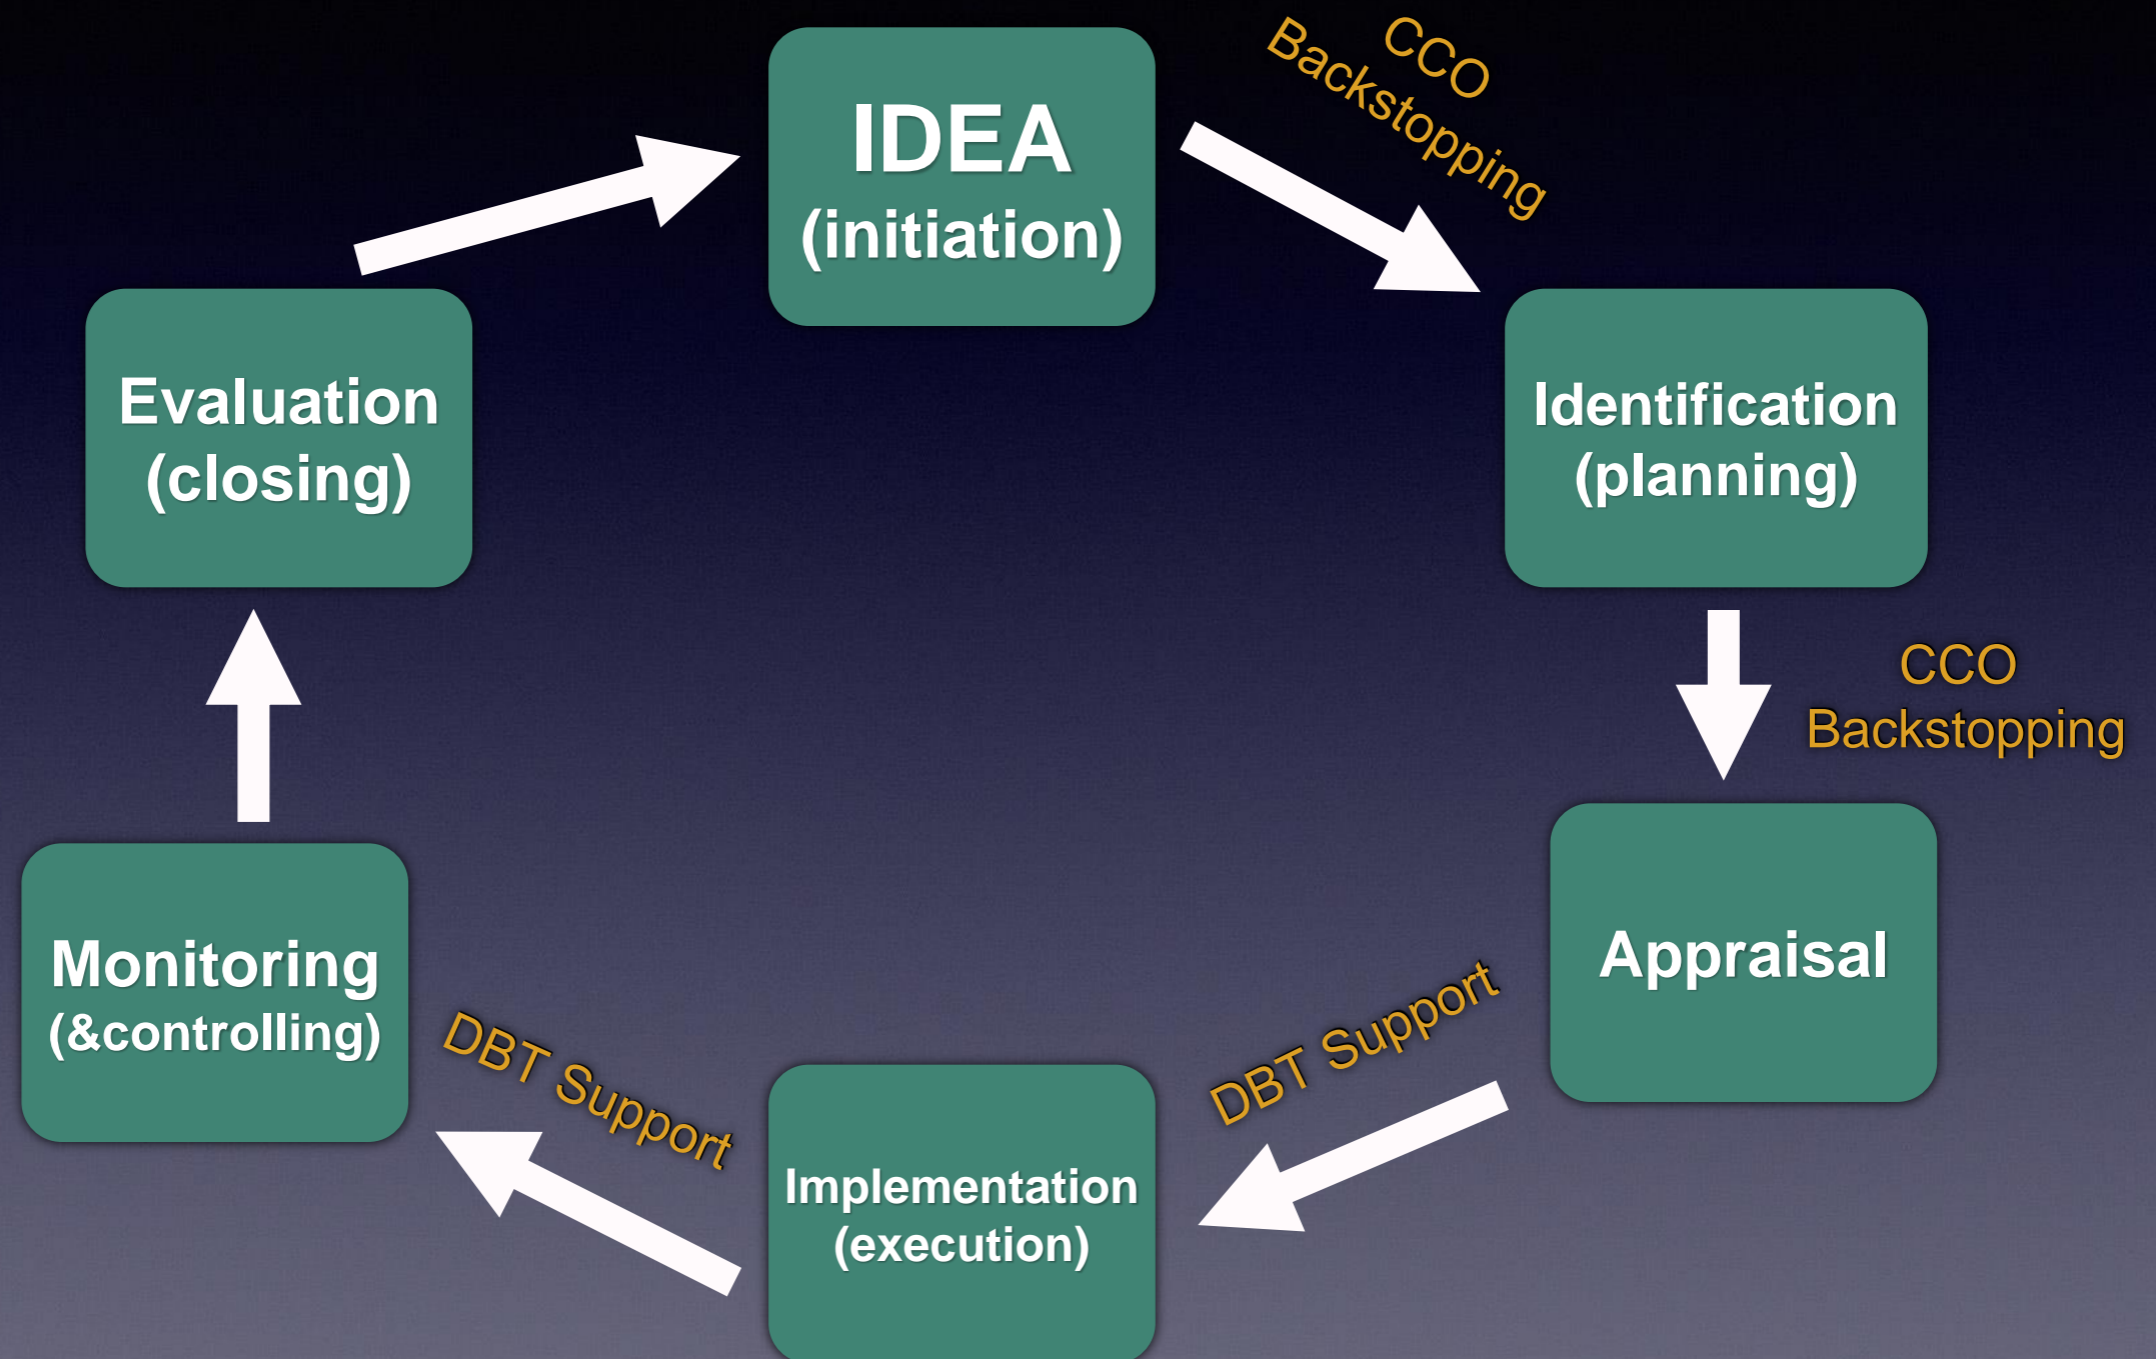 IDEA
(initiation)
CCO
Backstopping
Identification
(planning)
CCO
Backstopping
Appraisal
DBT Support
Implementation
(execution)
DBT Support
Monitoring
(&controlling)
Evaluation
(closing)